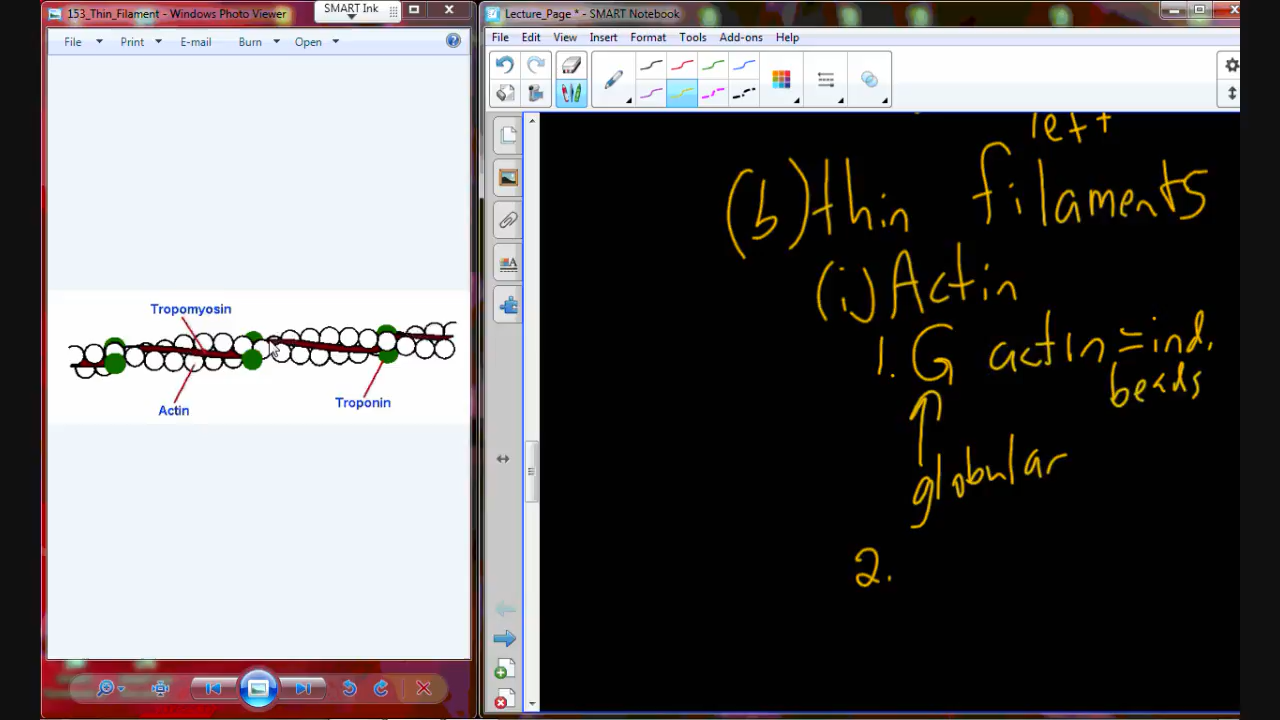 153_Thin_Filament - Windows Photo Viewer
SMART Ink
File Print E-mail Burn Open
Tropomyosin
Actin
Troponin
Lecture_Page * - SMART Notebook
File Edit View Insert Format Tools Add-ons Help
left
(b) thin filaments
(i) Actin
1. G actin = ind.
beads
globular
2.